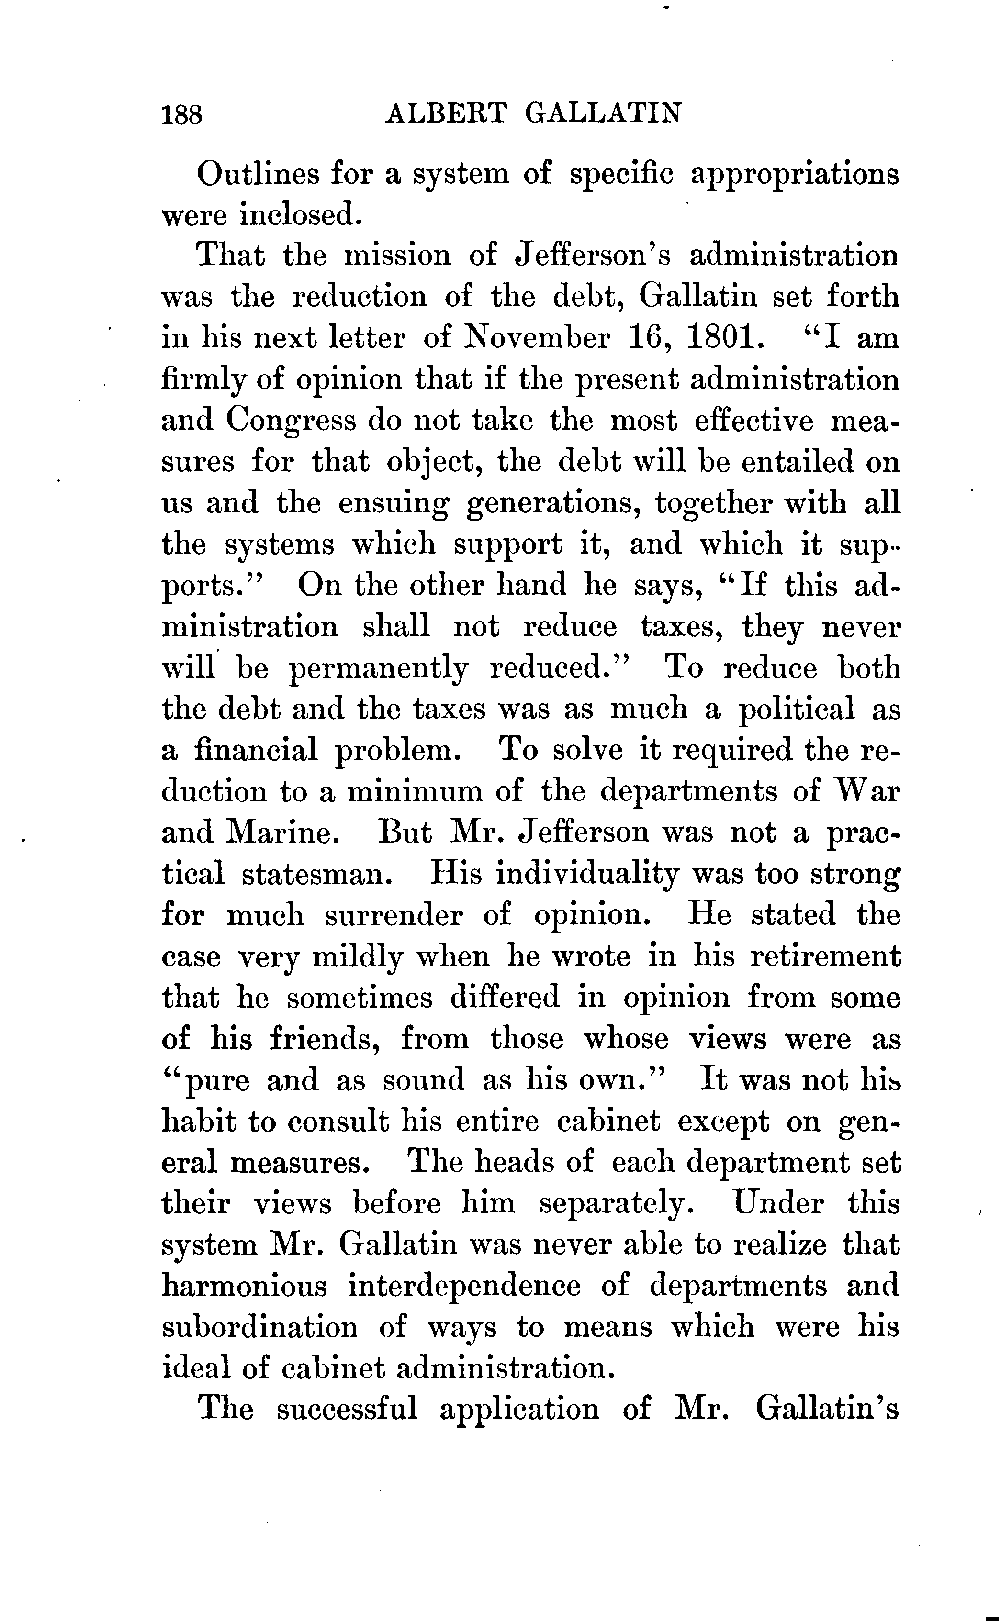 188 ALBERT GALLATIN
Outlines for a system of specific appropriations
were inclosed.
That the mission of Jefferson's administration
was the reduction of the debt, Gallatin set forth
in his next letter of November 16, 1801. "I am
firmly of opinion that if the present administration
and Congress do not take the most effective mea-
sures for that object, the debt will be entailed on
us and the ensuing generations, together with all
the systems which support it, and which it sup-
ports." On the other hand he says, "If this ad-
ministration shall not reduce taxes, they never
will be permanently reduced." To reduce both
the debt and the taxes was as much a political as
a financial problem. To solve it required the re-
duction to a minimum of the departments of War
and Marine. But Mr. Jefferson was not a prac-
tical statesman. His individuality was too strong
for much surrender of opinion. He stated the
case very mildly when he wrote in his retirement
that he sometimes differed in opinion from some
of his friends, from those whose views were as
"pure and as sound as his own." It was not his
habit to consult his entire cabinet except on gen-
eral measures. The heads of each department set
their views before him separately. Under this
system Mr. Gallatin was never able to realize that
harmonious interdependence of departments and
subordination of ways to means which were his
ideal of cabinet administration.
The successful application of Mr. Gallatin's